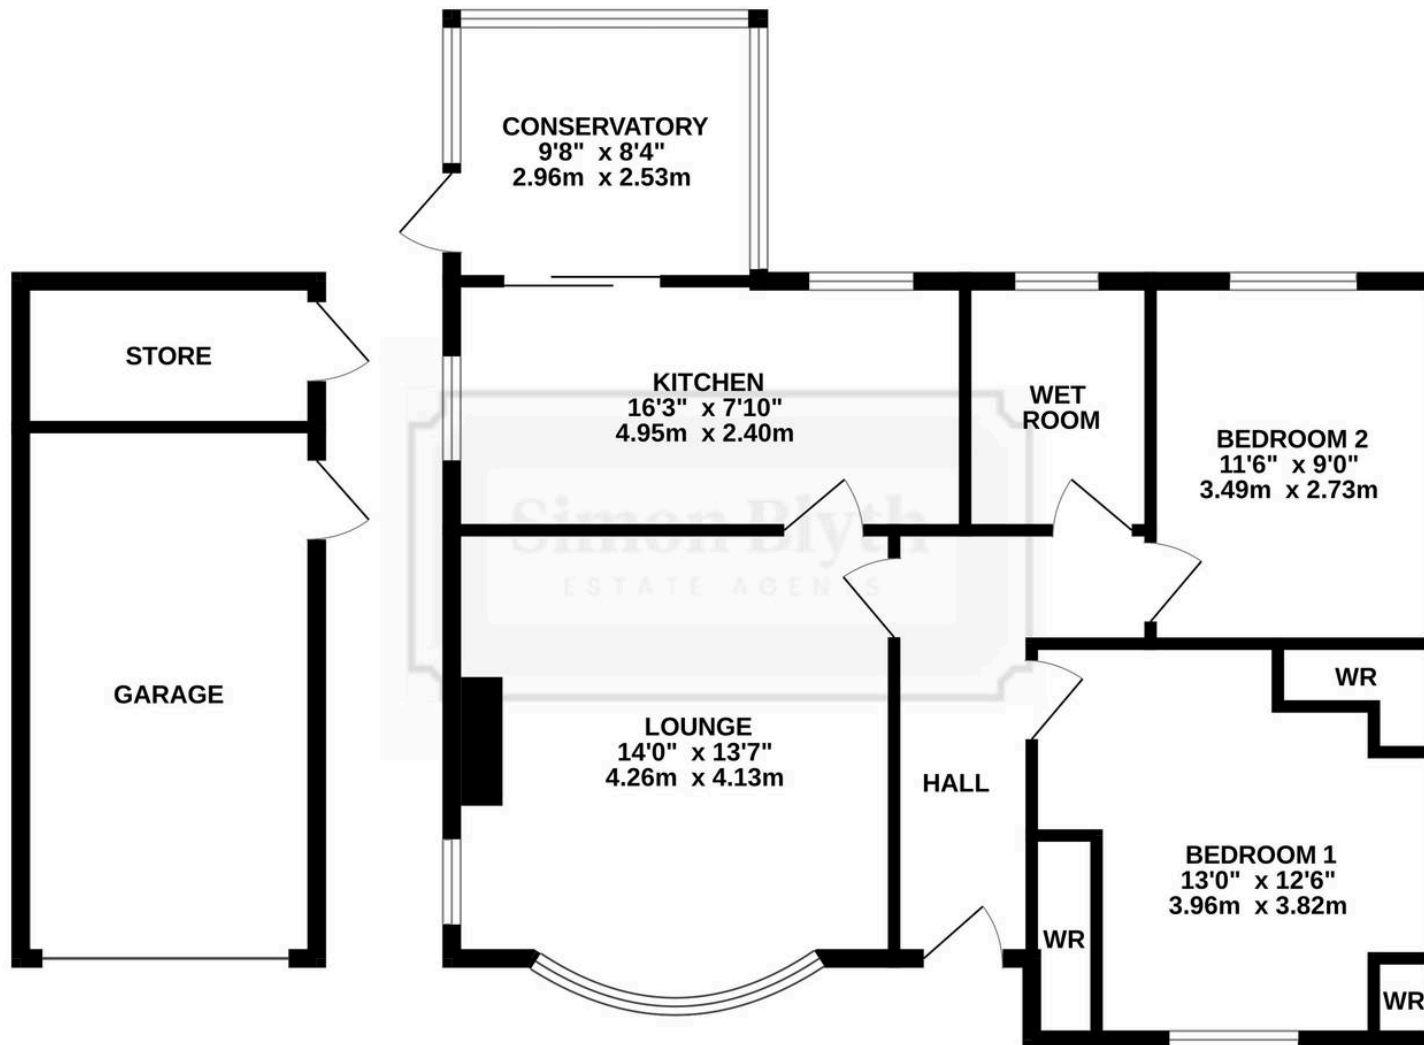 CONSERVATORY
9'8" x 8'4"
2.96m x 2.53m
STORE
KITCHEN
16'3" x 7'10"
4.95m x 2.40m
WET
ROOM
BEDROOM 2
11'6" x 9'0"
3.49m x 2.73m
Simon Blyth
ESTATE AGENTS
GARAGE
LOUNGE
14'0" x 13'7"
4.26m x 4.13m
HALL
WR
BEDROOM 1
13'0" x 12'6"
3.96m x 3.82m
WR
WR